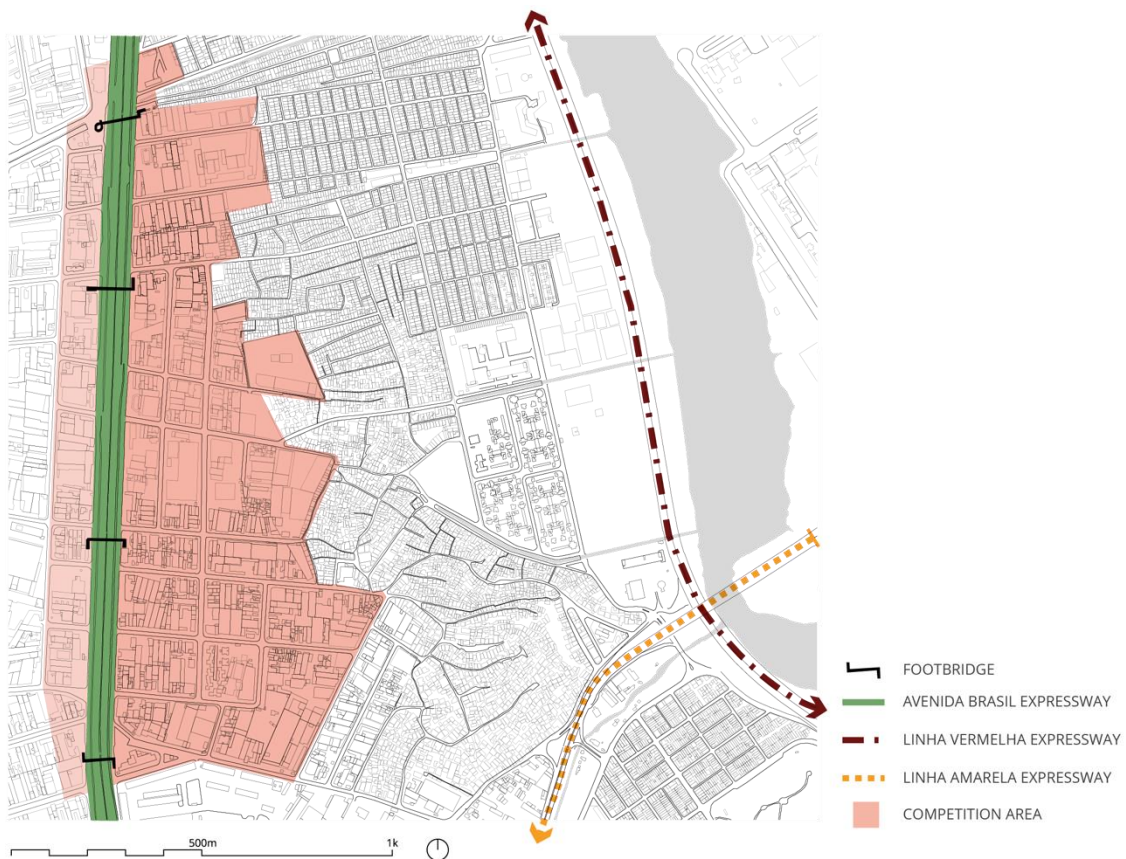 FOOTBRIDGE
AVENIDA BRASIL EXPRESSWAY
LINHA VERMELHA EXPRESSWAY
LINHA AMARELA EXPRESSWAY
COMPETITION AREA
500m
1k